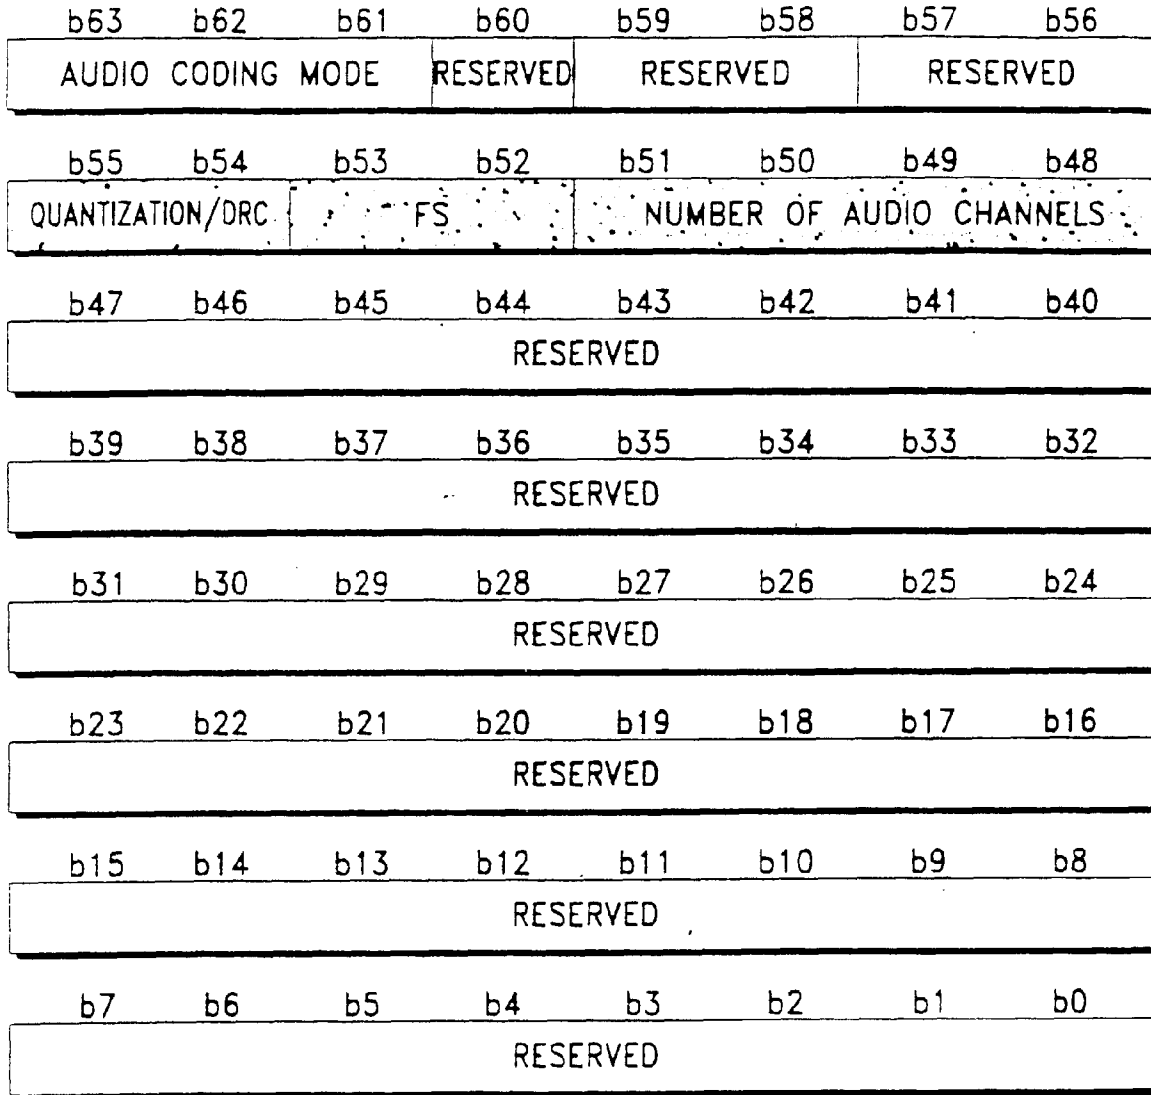 b63 b62 b61 b60 b59 b58 b57 b56
AUDIO CODING MODE RESERVED RESERVED RESERVED
b55 b54 b53 b52 b51 b50 b49 b48
QUANTIZATION/DRC FS NUMBER OF AUDIO CHANNELS
b47 b46 b45 b44 b43 b42 b41 b40
RESERVED
b39 b38 b37 b36 b35 b34 b33 b32
RESERVED
b31 b30 b29 b28 b27 b26 b25 b24
RESERVED
b23 b22 b21 b20 b19 b18 b17 b16
RESERVED
b15 b14 b13 b12 b11 b10 b9 b8
RESERVED
b7 b6 b5 b4 b3 b2 b1 b0
RESERVED